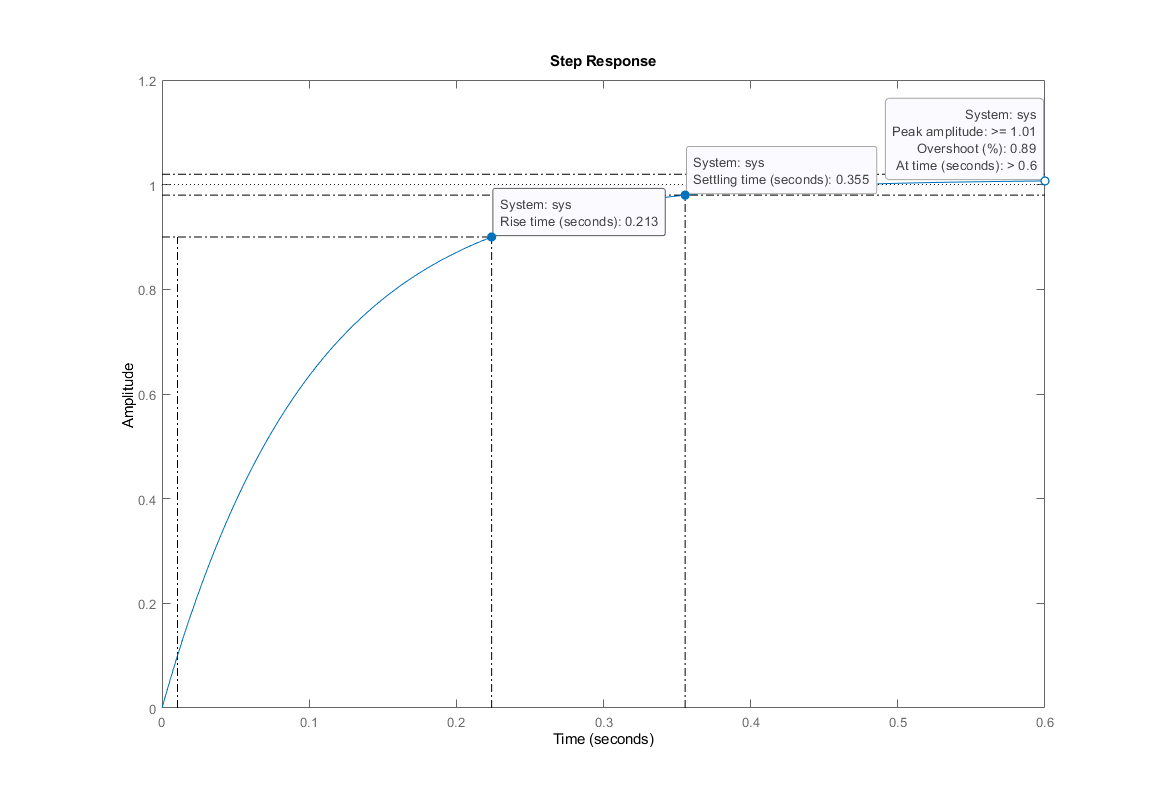 Step Response
1.2
1
0.8
0.6
0.4
0.2
0
Amplitude
System: sys
Peak amplitude: >= 1.01
Overshoot (%): 0.89
At time (seconds): > 0.6
System: sys
Settling time (seconds): 0.355
System: sys
Rise time (seconds): 0.213
0 0.1 0.2 0.3 0.4 0.5 0.6
Time (seconds)